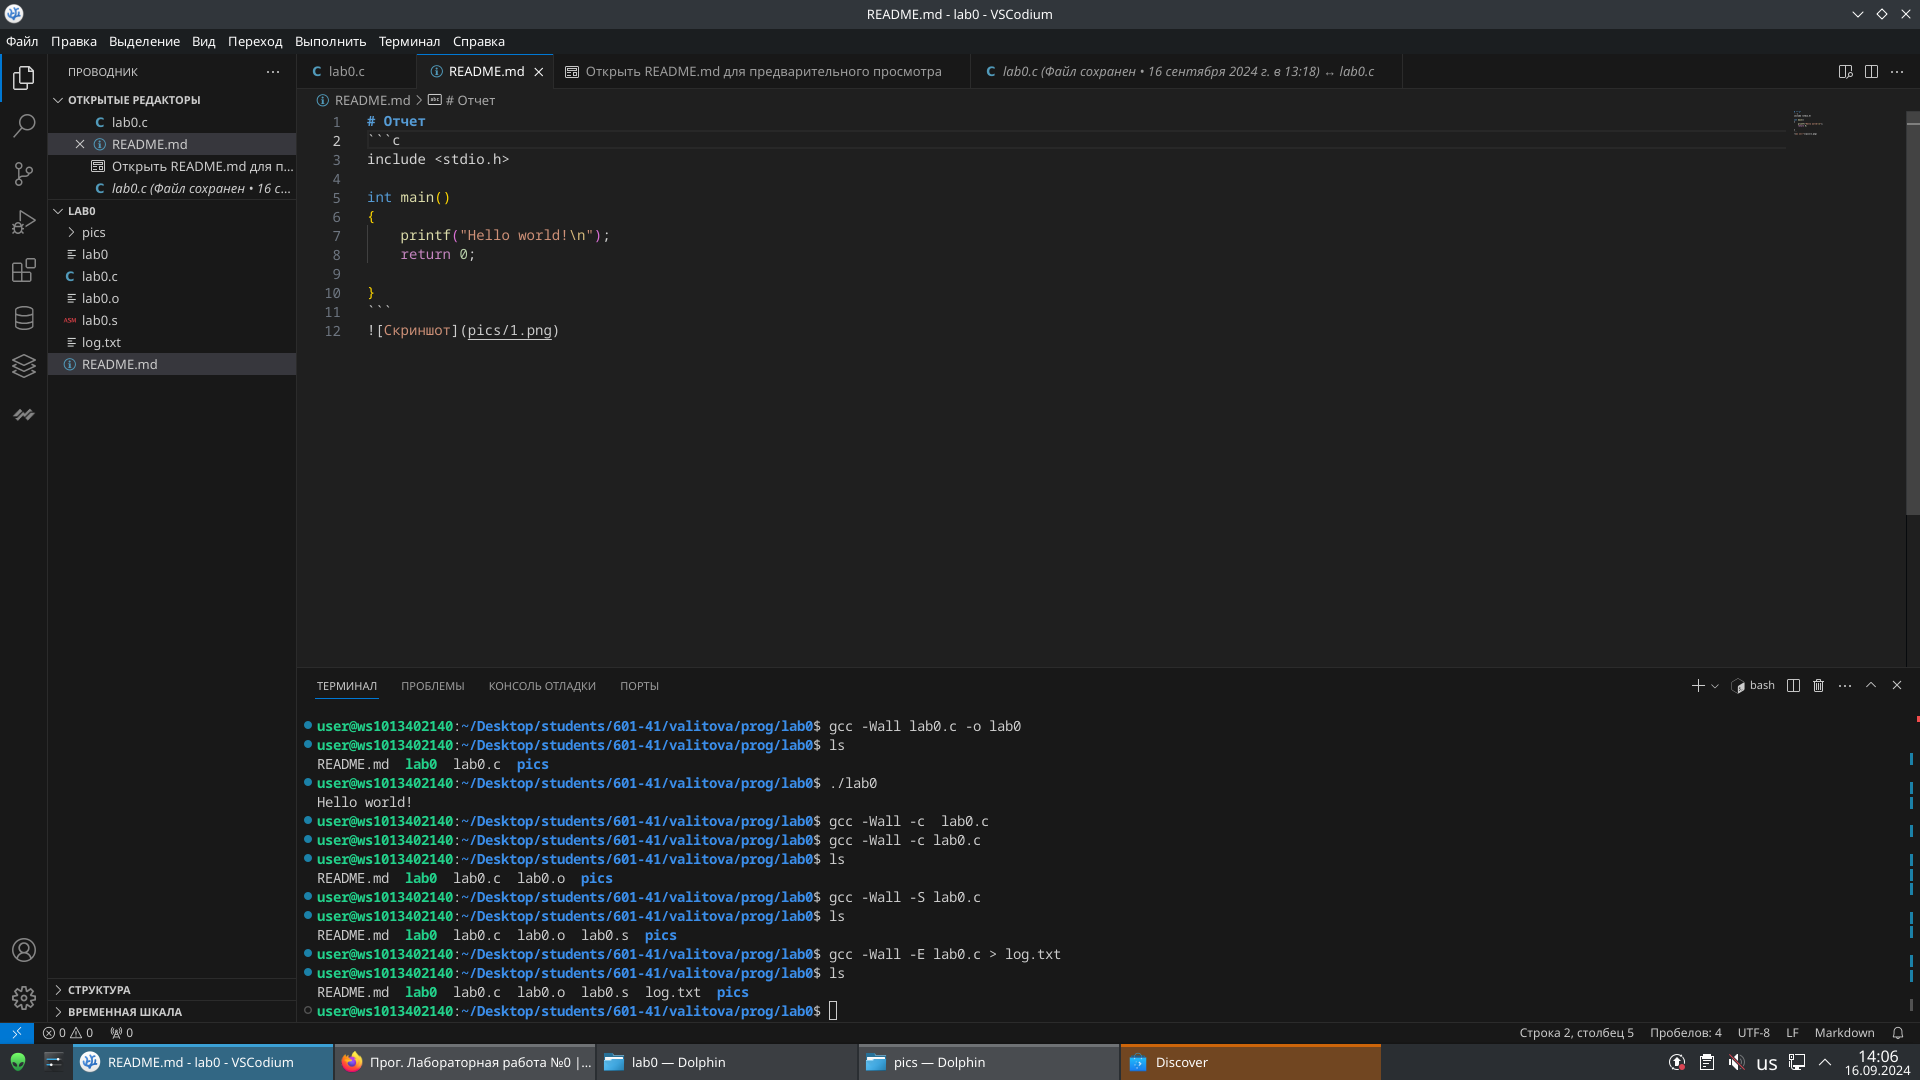 README.md - lab0 - VSCodium
Файл Правка Выделение Вид Переход Выполнить Терминал Справка
ПРОВОДНИК
ОТКРЫТЫЕ РЕДАКТОРЫ
C lab0.c
README.md
Открыть README.md для п...
C lab0.c (Файл сохранен • 16 с...
LAB0
pics
lab0
C lab0.c
lab0.o
ASM lab0.s
log.txt
README.md
СТРУКТУРА
ВРЕМЕННАЯ ШКАЛА
C lab0.c README.md Открыть README.md для предварительного просмотра C lab0.c (Файл сохранен • 16 сентября 2024 г. в 13:18) ↔ lab0.c
README.md > # Отчет
1 # Отчет
2 ```c
3 include <stdio.h>
4
5 int main()
6 {
7     printf("Hello world!\n");
8     return 0;
9
10 }
11 ```
12 ![Скриншот](pics/1.png)
ТЕРМИНАЛ ПРОБЛЕМЫ КОНСОЛЬ ОТЛАДКИ ПОРТЫ bash
user@ws1013402140:~/Desktop/students/601-41/valitova/prog/lab0$ gcc -Wall lab0.c -o lab0
user@ws1013402140:~/Desktop/students/601-41/valitova/prog/lab0$ ls
README.md  lab0  lab0.c  pics
user@ws1013402140:~/Desktop/students/601-41/valitova/prog/lab0$ ./lab0
Hello world!
user@ws1013402140:~/Desktop/students/601-41/valitova/prog/lab0$ gcc -Wall -c  lab0.c
user@ws1013402140:~/Desktop/students/601-41/valitova/prog/lab0$ gcc -Wall -c lab0.c
user@ws1013402140:~/Desktop/students/601-41/valitova/prog/lab0$ ls
README.md  lab0  lab0.c  lab0.o  pics
user@ws1013402140:~/Desktop/students/601-41/valitova/prog/lab0$ gcc -Wall -S lab0.c
user@ws1013402140:~/Desktop/students/601-41/valitova/prog/lab0$ ls
README.md  lab0  lab0.c  lab0.o  lab0.s  pics
user@ws1013402140:~/Desktop/students/601-41/valitova/prog/lab0$ gcc -Wall -E lab0.c > log.txt
user@ws1013402140:~/Desktop/students/601-41/valitova/prog/lab0$ ls
README.md  lab0  lab0.c  lab0.o  lab0.s  log.txt  pics
user@ws1013402140:~/Desktop/students/601-41/valitova/prog/lab0$
0 0 0 Строка 2, столбец 5 Пробелов: 4 UTF-8 LF Markdown
README.md - lab0 - VSCodium Прог. Лабораторная работа №0 |... lab0 — Dolphin pics — Dolphin Discover us 14:06
16.09.2024